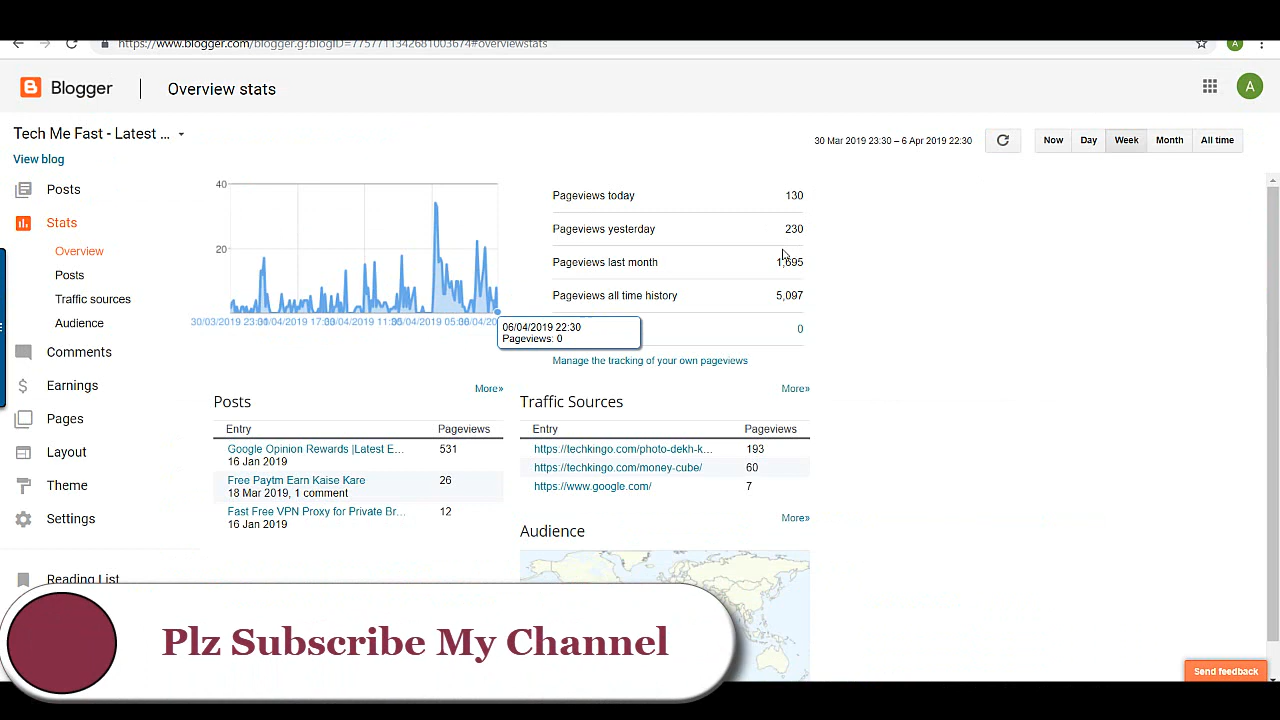 https://www.blogger.com/blogger.g?blogID=7757711342681003674#overviewstats
A
Blogger
Overview stats
A
Tech Me Fast - Latest ...
30 Mar 2019 23:30 – 6 Apr 2019 22:30
Now
Day
Week
Month
All time
View blog
Posts
Stats
Overview
Posts
Traffic sources
Audience
Comments
Earnings
Pages
Layout
Theme
Settings
Reading List
40
20
06/04/2019 22:30
Pageviews: 0
Pageviews today 130
Pageviews yesterday 230
Pageviews last month 1,695
Pageviews all time history 5,097
0
Manage the tracking of your own pageviews
More»
Posts
Entry Pageviews
Google Opinion Rewards |Latest E... 531
16 Jan 2019
Free Paytm Earn Kaise Kare 26
18 Mar 2019, 1 comment
Fast Free VPN Proxy for Private Br... 12
16 Jan 2019
More»
Traffic Sources
Entry Pageviews
https://techkingo.com/photo-dekh-k... 193
https://techkingo.com/money-cube/ 60
https://www.google.com/ 7
More»
Audience
Plz Subscribe My Channel
Send feedback